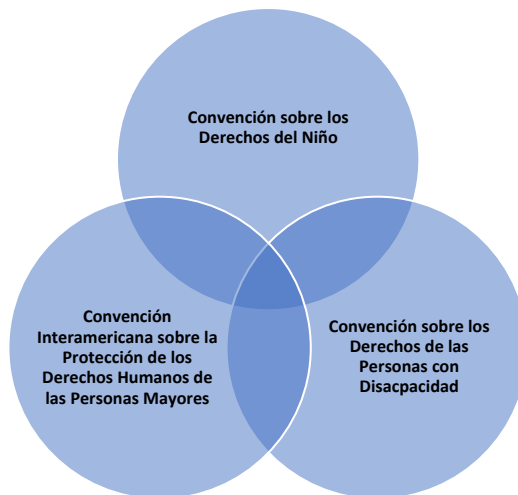 Convención sobre los
Derechos del Niño
Convención
Interamericana sobre la
Protección de los
Derechos Humanos de
las Personas Mayores
Convención sobre los
Derechos de las
Personas con
Disacpacidad